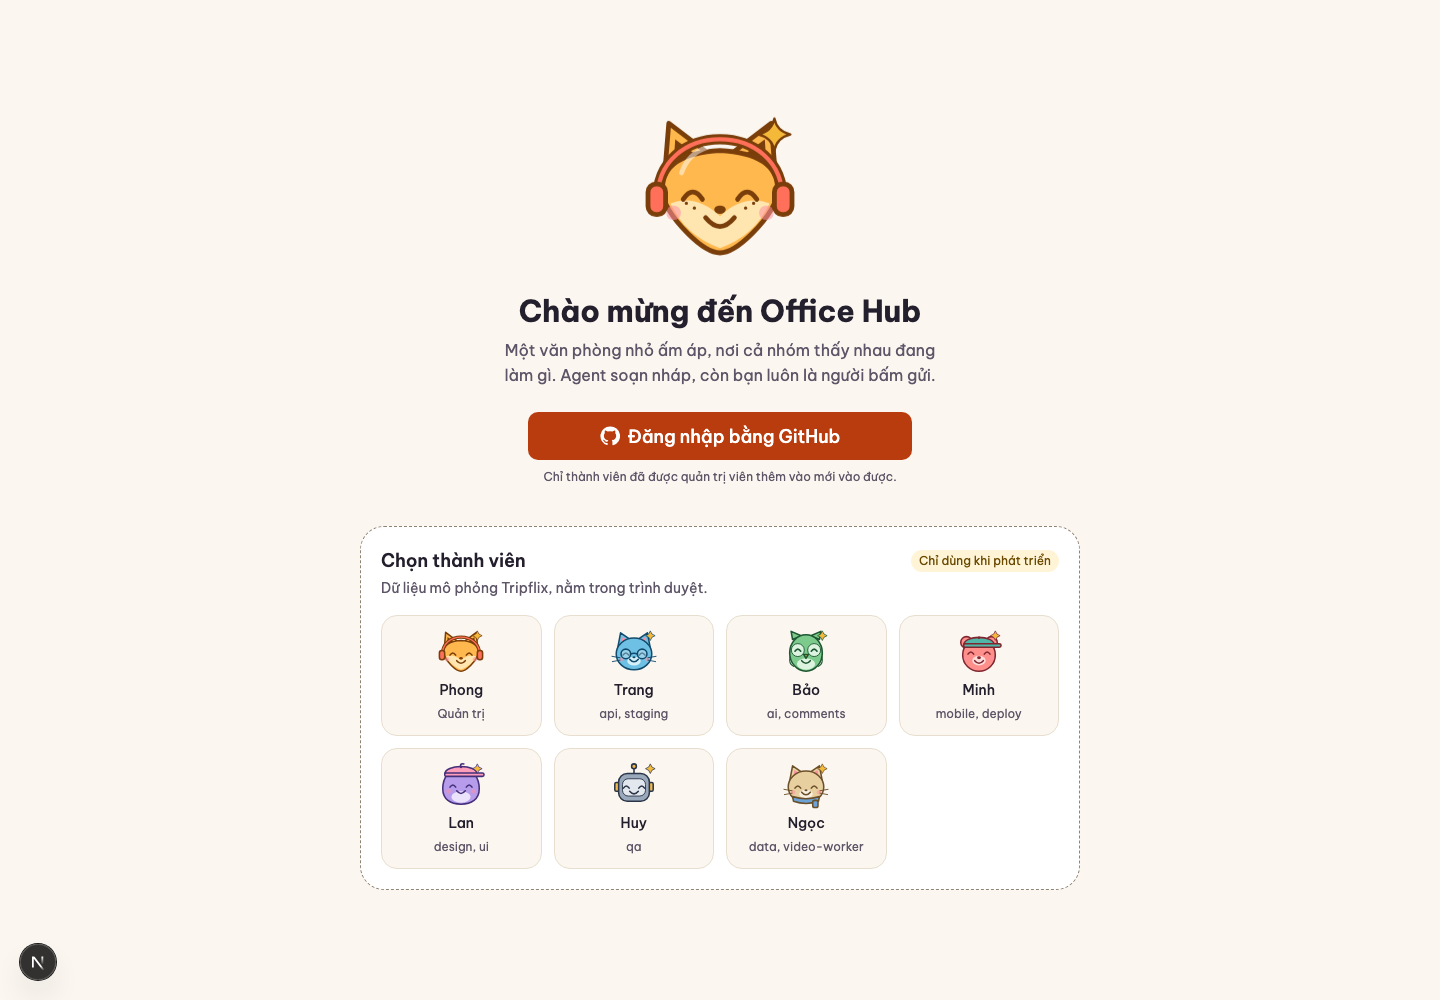 Chào mừng đến Office Hub
Một văn phòng nhỏ ấm áp, nơi cả nhóm thấy nhau đang
làm gì. Agent soạn nháp, còn bạn luôn là người bấm gửi.
Đăng nhập bằng GitHub
Chỉ thành viên đã được quản trị viên thêm vào mới vào được.
Chọn thành viên
Chỉ dùng khi phát triển
Dữ liệu mô phỏng Tripflix, nằm trong trình duyệt.
Phong
Quản trị
Trang
api, staging
Bảo
ai, comments
Minh
mobile, deploy
Lan
design, ui
Huy
qa
Ngọc
data, video-worker
N